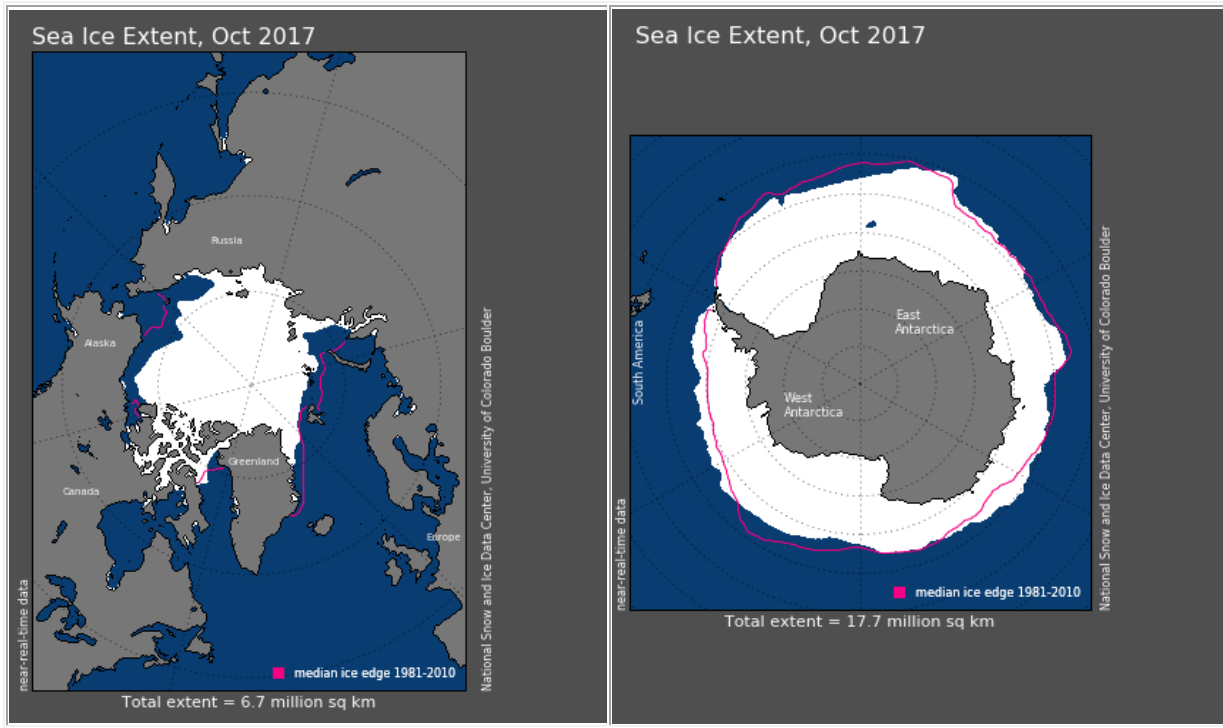 Sea Ice Extent, Oct 2017
Russia
Alaska
Greenland
Canada
Europe
near-real-time data
National Snow and Ice Data Center, University of Colorado Boulder
median ice edge 1981-2010
Total extent = 6.7 million sq km
Sea Ice Extent, Oct 2017
South America
East
Antarctica
West
Antarctica
near-real-time data
National Snow and Ice Data Center, University of Colorado Boulder
median ice edge 1981-2010
Total extent = 17.7 million sq km